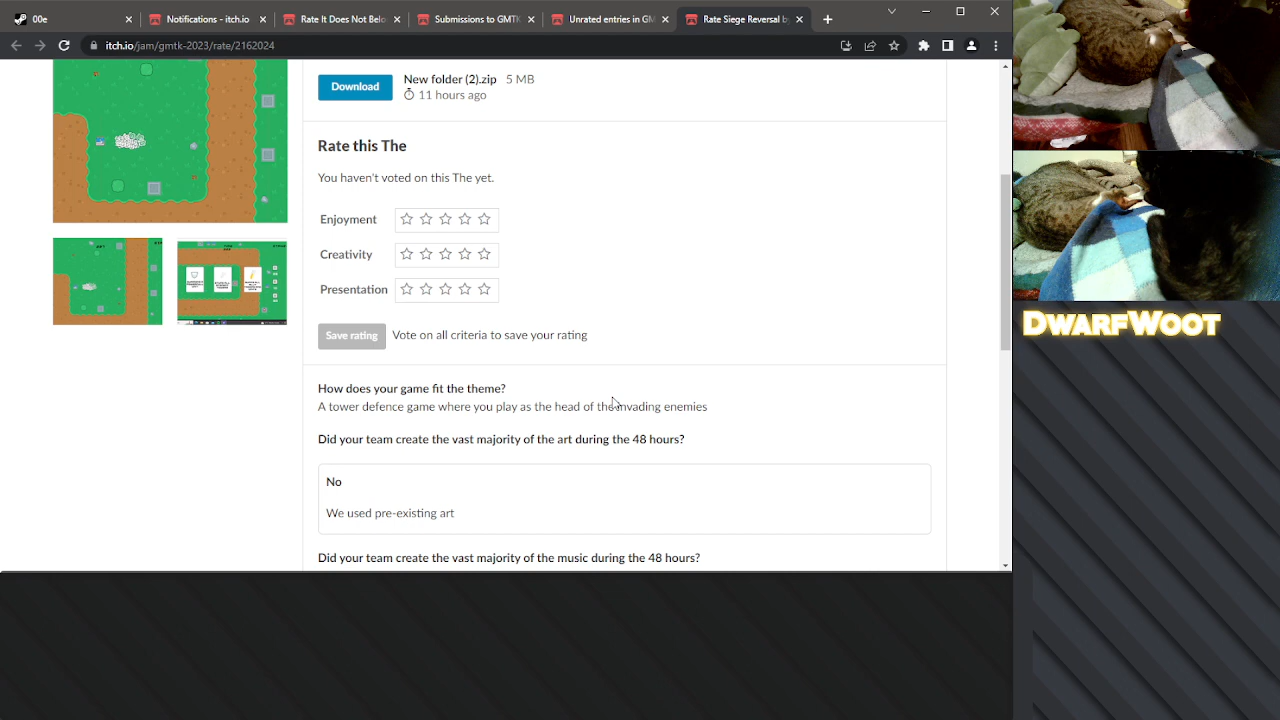 00e
Notifications - itch.io
Rate It Does Not Belo
Submissions to GMTK
Unrated entries in GM
Rate Siege Reversal by
itch.io/jam/gmtk-2023/rate/2162024
Download
New folder (2).zip 5 MB
11 hours ago
Rate this The
You haven't voted on this The yet.
Enjoyment
Creativity
Presentation
Save rating
Vote on all criteria to save your rating
How does your game fit the theme?
A tower defence game where you play as the head of the invading enemies
Did your team create the vast majority of the art during the 48 hours?
No
We used pre-existing art
Did your team create the vast majority of the music during the 48 hours?
DWARFWOOT